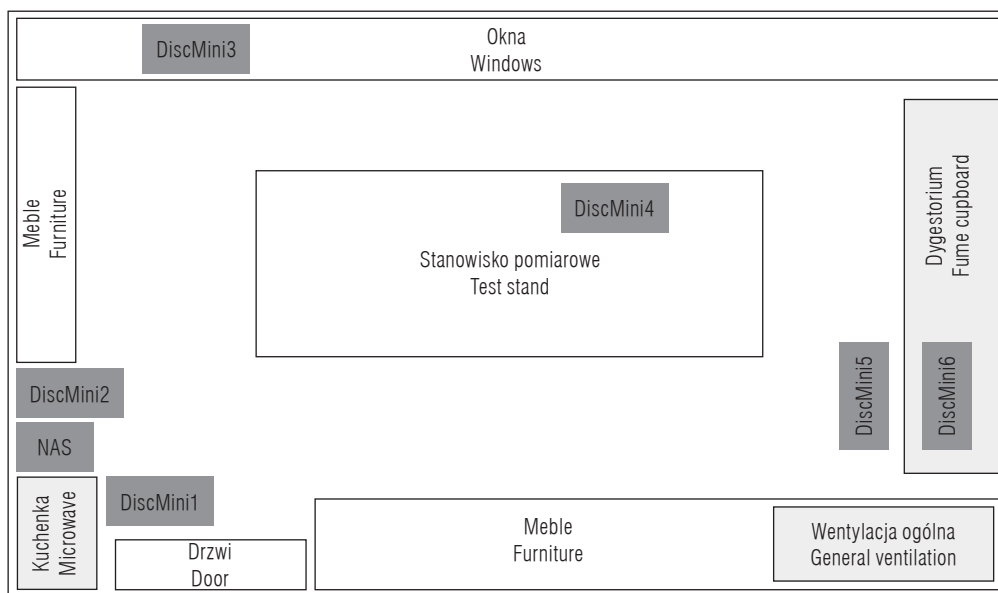 DiscMini3
Okna
Windows
Meble
Furniture
DiscMini4
Stanowisko pomiarowe
Test stand
Dygestorium
Fume cupboard
DiscMini5
DiscMini6
DiscMini2
NAS
Kuchenka
Microwave
DiscMini1
Drzwi
Door
Meble
Furniture
Wentylacja ogólna
General ventilation